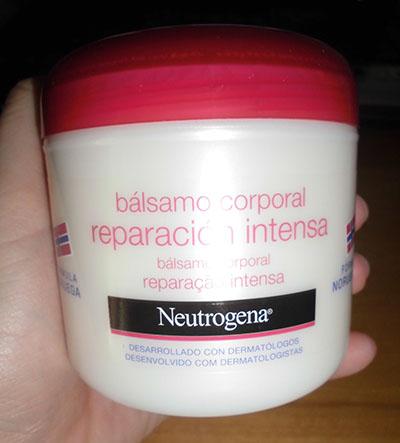 bálsamo corporal
reparación intensa
bálsamo corporal
reparação intensa
Neutrogena®
DESARROLLADO CON DERMATÓLOGOS
DESENVOLVIDO COM DERMATOLOGISTAS